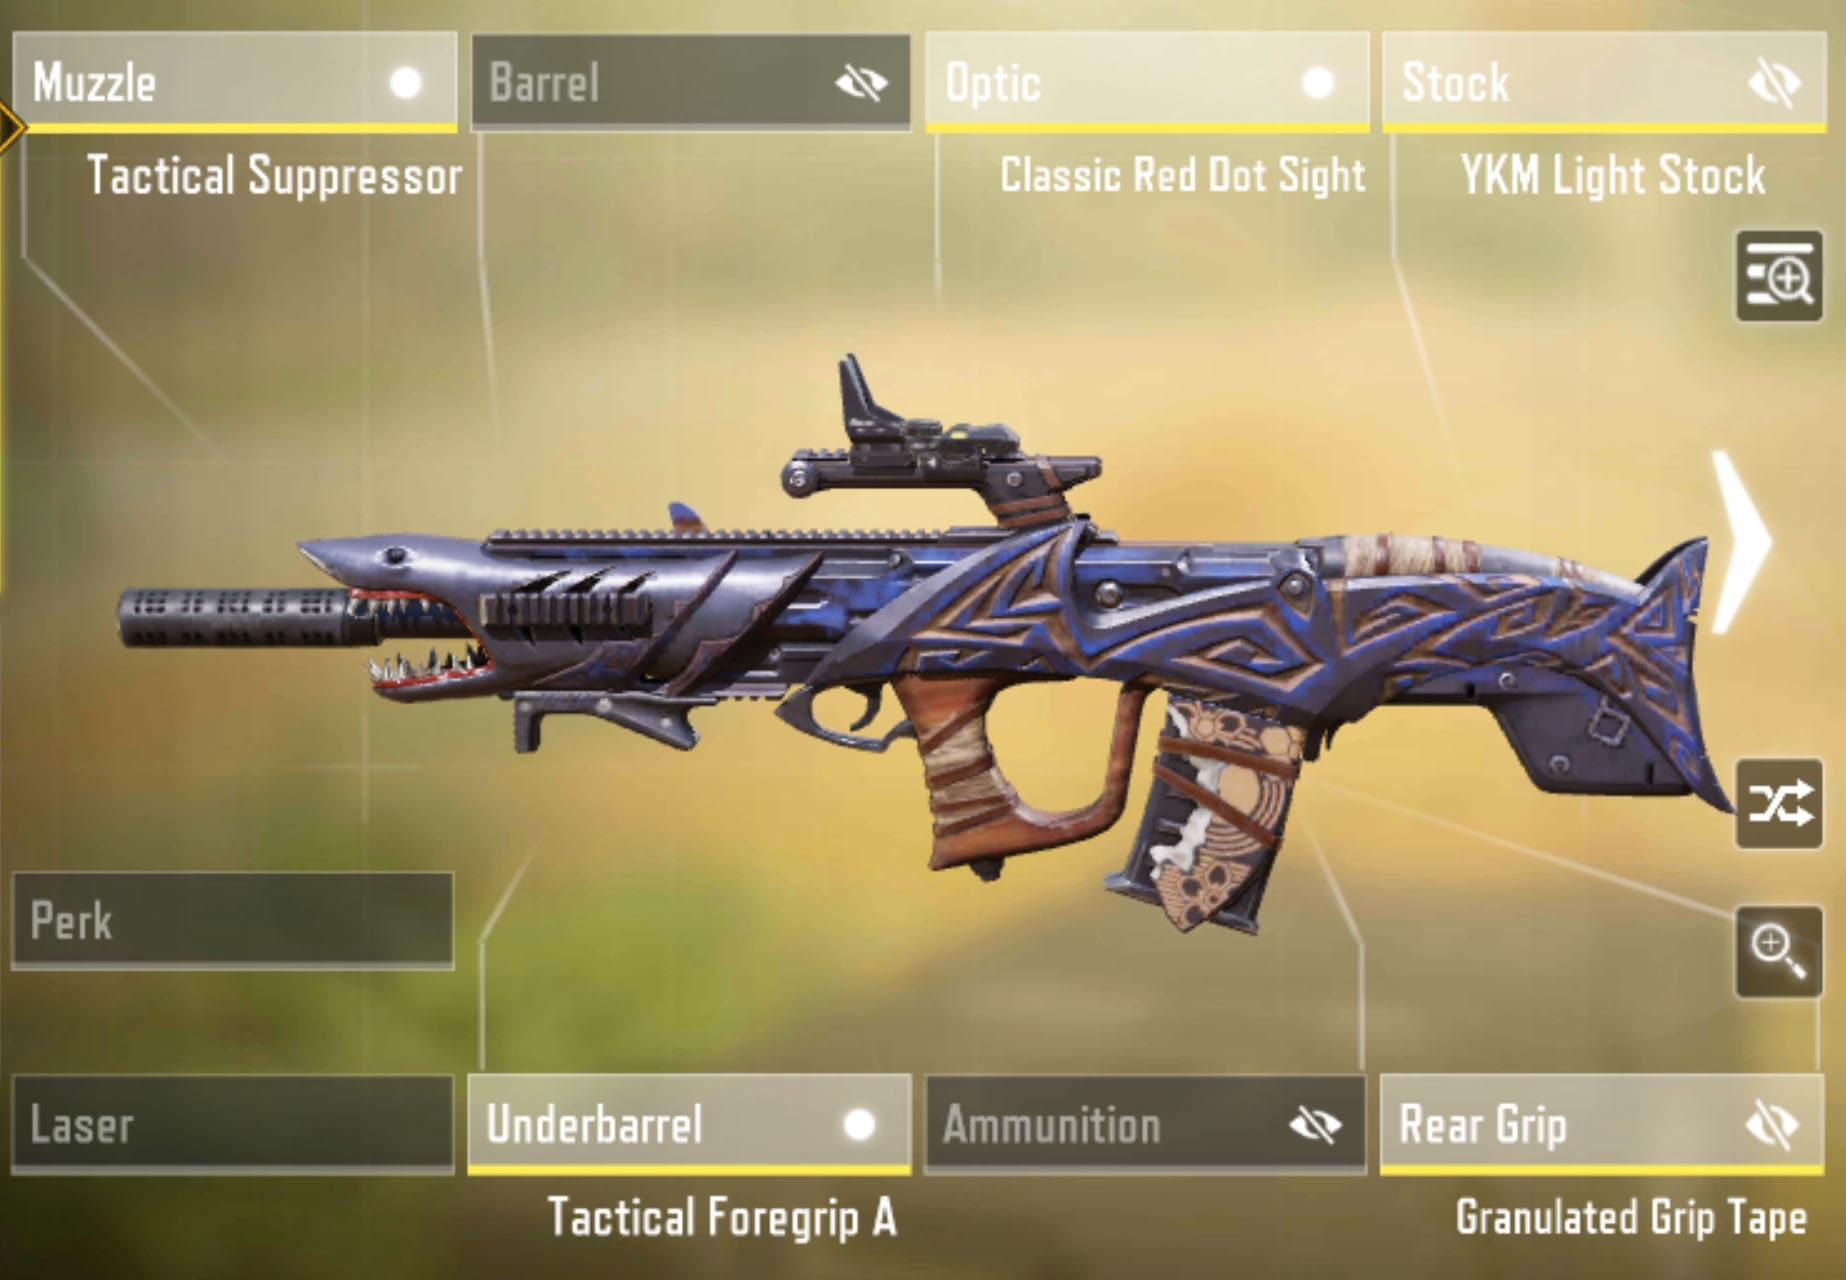 Muzzle
Barrel
Optic
Stock
Tactical Suppressor
Classic Red Dot Sight
YKM Light Stock
Perk
Laser
Underbarrel
Ammunition
Rear Grip
Tactical Foregrip A
Granulated Grip Tape